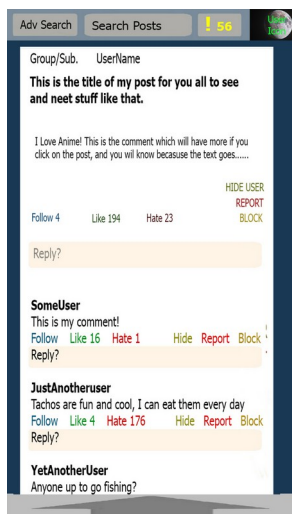 Adv Search Search Posts ! 56 User Icon
Group/Sub. UserName
This is the title of my post for you all to see
and neet stuff like that.
I Love Anime! This is the comment which will have more if you
click on the post, and you wil know becasuse the text goes......
HIDE USER
REPORT
Follow 4 Like 194 Hate 23 BLOCK
Reply?
SomeUser
This is my comment!
Follow Like 16 Hate 1 Hide Report Block
Reply?
JustAnotheruser
Tachos are fun and cool, I can eat them every day
Follow Like 4 Hate 176 Hide Report Block
Reply?
YetAnotherUser
Anyone up to go fishing?